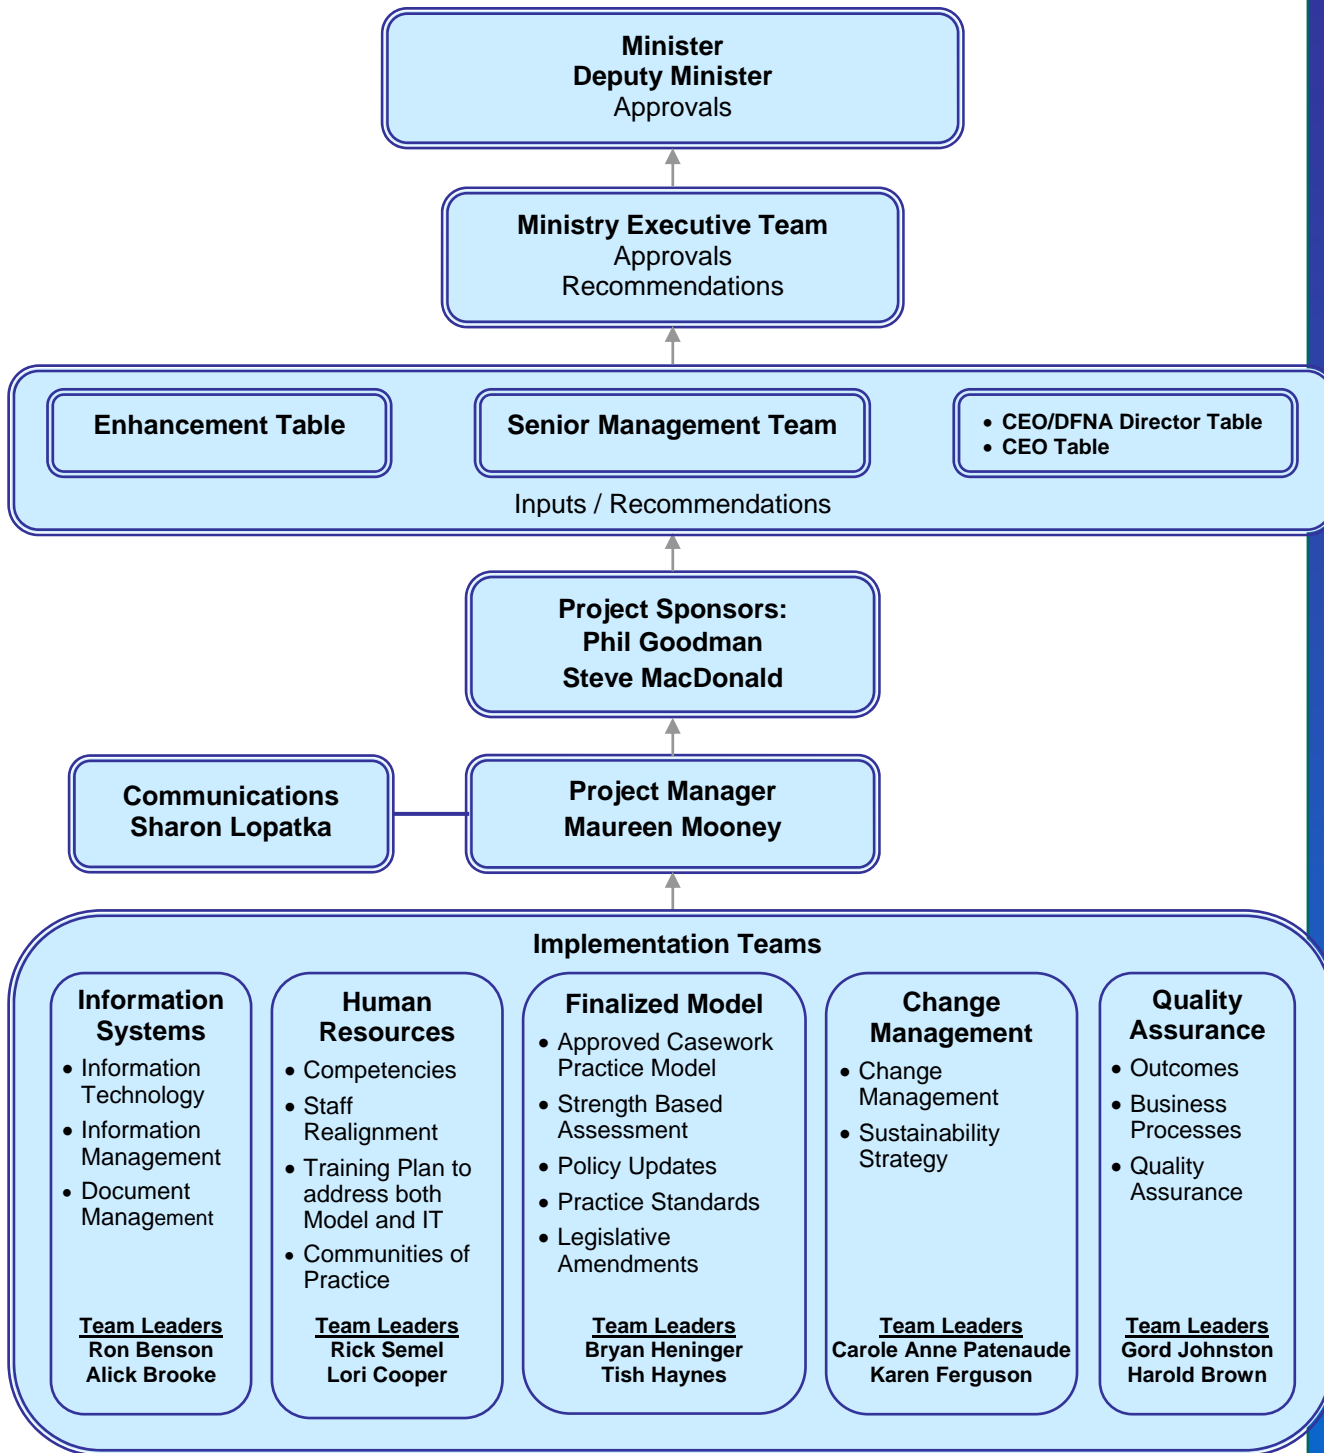 Minister
Deputy Minister
Approvals
Ministry Executive Team
Approvals
Recommendations
Enhancement Table
Senior Management Team
• CEO/DFNA Director Table
• CEO Table
Inputs / Recommendations
Project Sponsors:
Phil Goodman
Steve MacDonald
Communications
Sharon Lopatka
Project Manager
Maureen Mooney
Implementation Teams
Information
Systems
• Information
Technology
• Information
Management
• Document
Management
Team Leaders
Ron Benson
Alick Brooke
Human
Resources
• Competencies
• Staff
Realignment
• Training Plan to
address both
Model and IT
• Communities of
Practice
Team Leaders
Rick Semel
Lori Cooper
Finalized Model
• Approved Casework
Practice Model
• Strength Based
Assessment
• Policy Updates
• Practice Standards
• Legislative
Amendments
Team Leaders
Bryan Heninger
Tish Haynes
Change
Management
• Change
Management
• Sustainability
Strategy
Team Leaders
Carole Anne Patenaude
Karen Ferguson
Quality
Assurance
• Outcomes
• Business
Processes
• Quality
Assurance
Team Leaders
Gord Johnston
Harold Brown